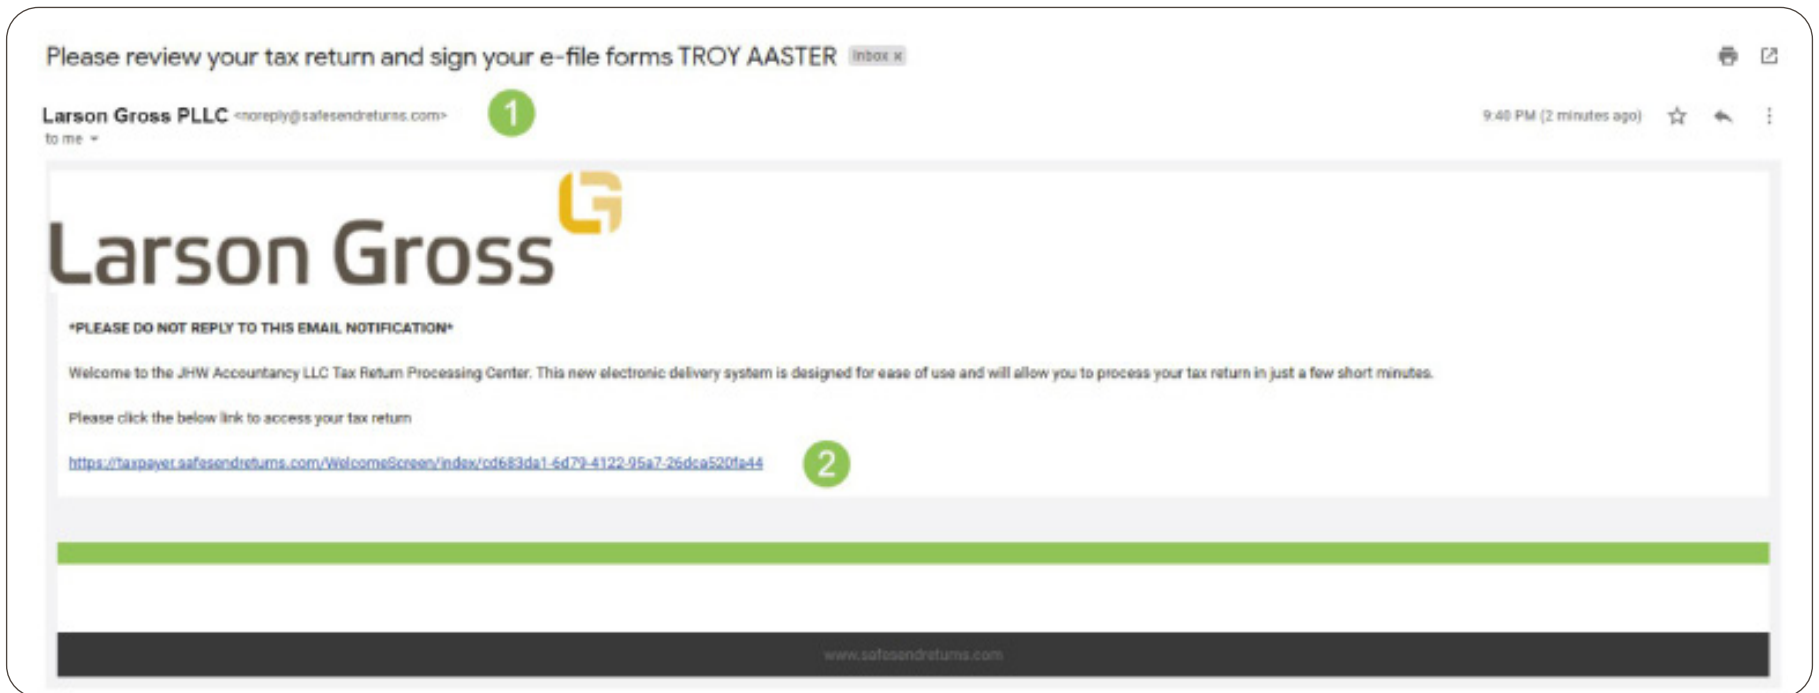 Please review your tax return and sign your e-file forms TROY AASTER Inbox x
Larson Gross PLLC <noreply@safesendreturns.com> 1
9:40 PM (2 minutes ago)
to me
Larson Gross LG
*PLEASE DO NOT REPLY TO THIS EMAIL NOTIFICATION*
Welcome to the JHW Accountancy LLC Tax Return Processing Center. This new electronic delivery system is designed for ease of use and will allow you to process your tax return in just a few short minutes.
Please click the below link to access your tax return
https://taxpayer.safesendreturns.com/WelcomeScreen/index/cd683da1-6d79-4122-95a7-26dca520fa44 2
www.safesendreturns.com